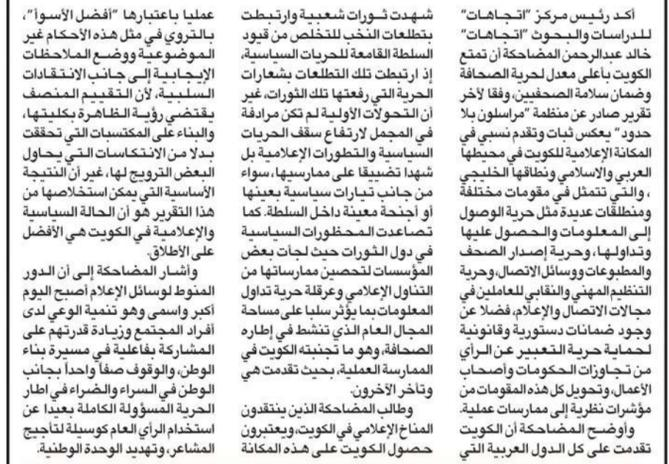 أكد رئيس مركز "اتجاهات"
للدراسات والبحوث "اتجاهات"
خالد عبدالرحمن المضاحكة أن تمتع
الكويت بأعلى معدل لحرية الصحافة
وضمان سلامة الصحفيين، وفقا لآخر
تقرير صادر عن منظمة "مراسلون بلا
حدود" يعكس ثبات وتقدم نسبي في
المكانة الإعلامية للكويت في محيطها
العربي والاسلامي ونطاقها الخليجي
، والتي تتمثل في مقومات مختلفة
ومنطلقات عديدة مثل حرية الوصول
إلى المعلومات والحصول عليها
وتداولها، وحرية إصدار الصحف
والمطبوعات ووسائل الاتصال، وحرية
التنظيم المهني والنقابي للعاملين في
مجالات الاتصال والإعلام، فضلا عن
وجود ضمانات دستورية وقانونية
لحماية حرية التعبير عن الرأي
من تجاوزات الحكومات وأصحاب
الأعمال، وتحويل كل هذه المقومات من
مؤشرات نظرية إلى ممارسات عملية.
وأوضح المضاحكة أن الكويت
تقدمت على كل الدول العربية التي
شهدت ثورات شعبية وارتبطت
بتطلعات النخب للتخلص من قيود
السلطة القامعة للحريات السياسية،
إذ ارتبطت تلك التطلعات بشعارات
الحرية التي رفعتها تلك الثورات، غير
أن التحولات الأولية لم تكن مرادفة
في المجمل لارتفاع سقف الحريات
السياسية والتطورات الإعلامية بل
شهدا تضييقا على ممارسيها، سواء
من جانب تيارات سياسية بعينها
أو أجنحة معينة داخل السلطة. كما
تصاعدت المحظورات السياسية
في دول الثورات حيث لجأت بعض
المؤسسات لتحصين ممارساتها من
التناول الإعلامي وعرقلة حرية تداول
المعلومات بما يؤثر سلبا على مساحة
المجال العام الذي تنشط في إطاره
الصحافة، وهو ما تجنبته الكويت في
الممارسة العملية، بحيث تقدمت هي
وتأخر الآخرون.
وطالب المضاحكة الذين ينتقدون
المناخ الإعلامي في الكويت، ويعتبرون
حصول الكويت على هذه المكانة
عمليا باعتبارها "أفضل الأسوأ"،
بالتروي في مثل هذه الأحكام غير
الموضوعية ووضع الملاحظات
الإيجابية إلى جانب الانتقادات
السلبية، لأن التقييم المنصف
يقتضي رؤية الظاهرة بكليتها،
والبناء على المكتسبات التي تحققت
بدلا من الانتكاسات التي يحاول
البعض الترويج لها، غير أن النتيجة
الأساسية التي يمكن استخلاصها من
هذا التقرير هو أن الحالة السياسية
والإعلامية في الكويت هي الأفضل
على الأطلاق.
وأشار المضاحكة إلى أن الدور
المنوط لوسائل الإعلام أصبح اليوم
أكبر واسمى وهو تنمية الوعي لدى
أفراد المجتمع وزيادة قدرتهم على
المشاركة بفاعلية في مسيرة بناء
الوطن، والوقوف صفاً واحداً بجانب
الوطن في السراء والضراء في اطار
الحرية المسؤولة الكاملة بعيدا عن
استخدام الرأي العام كوسيلة لتأجيج
المشاعر، وتهديد الوحدة الوطنية.